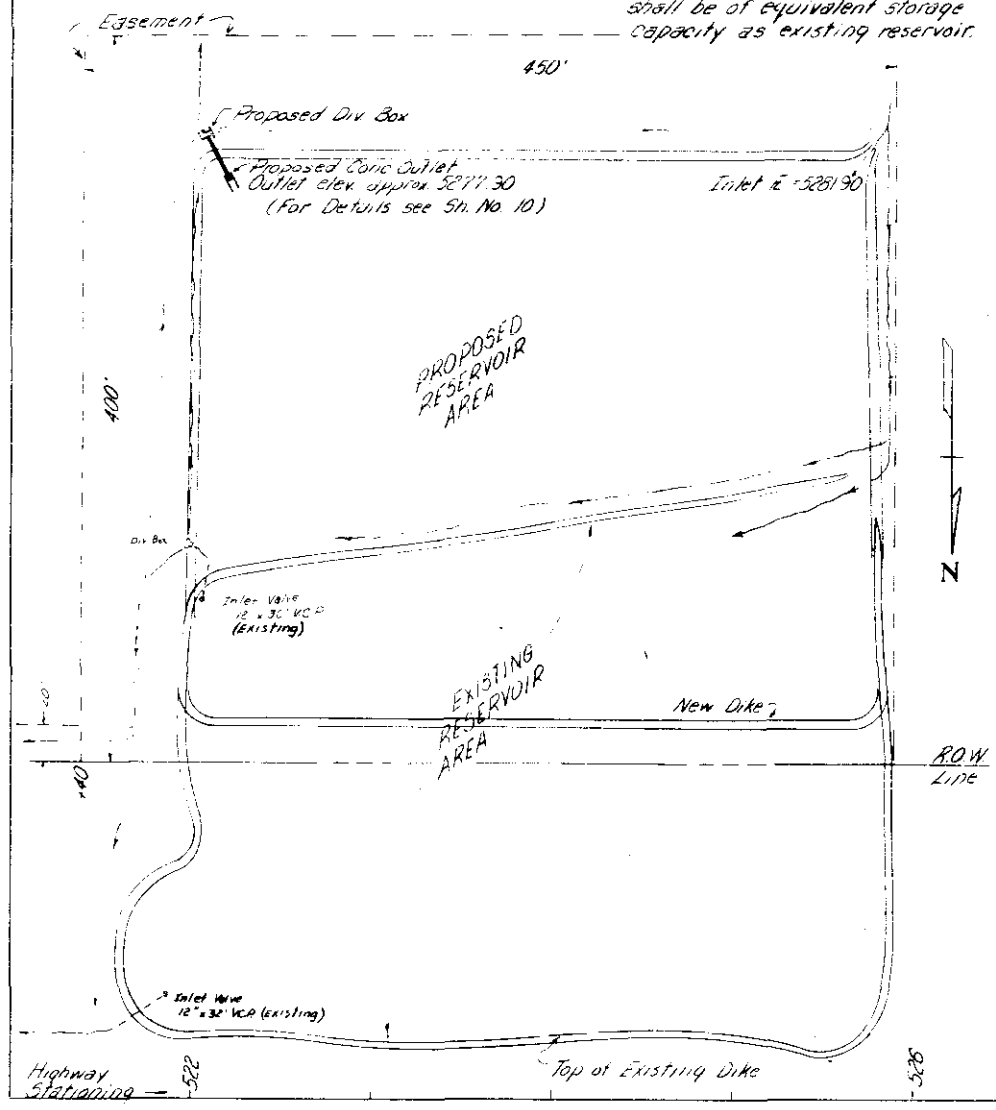 shall be of equivalent storage
capacity as existing reservoir.
Easement
450'
Proposed Div. Box
Proposed Conc Outlet
Outlet elev. approx. 5277.30
(For Details see Sh. No. 10)
Inlet = 5281.90
400'
PROPOSED
RESERVOIR
AREA
N
Div. Box
Inlet Valve
(Existing)
EXISTING
RESERVOIR
AREA
New Dike
R.O.W.
Line
+40
Inlet Valve
12" x 32' V.C.P. (Existing)
Highway
Stationing
522
Top of Existing Dike
526